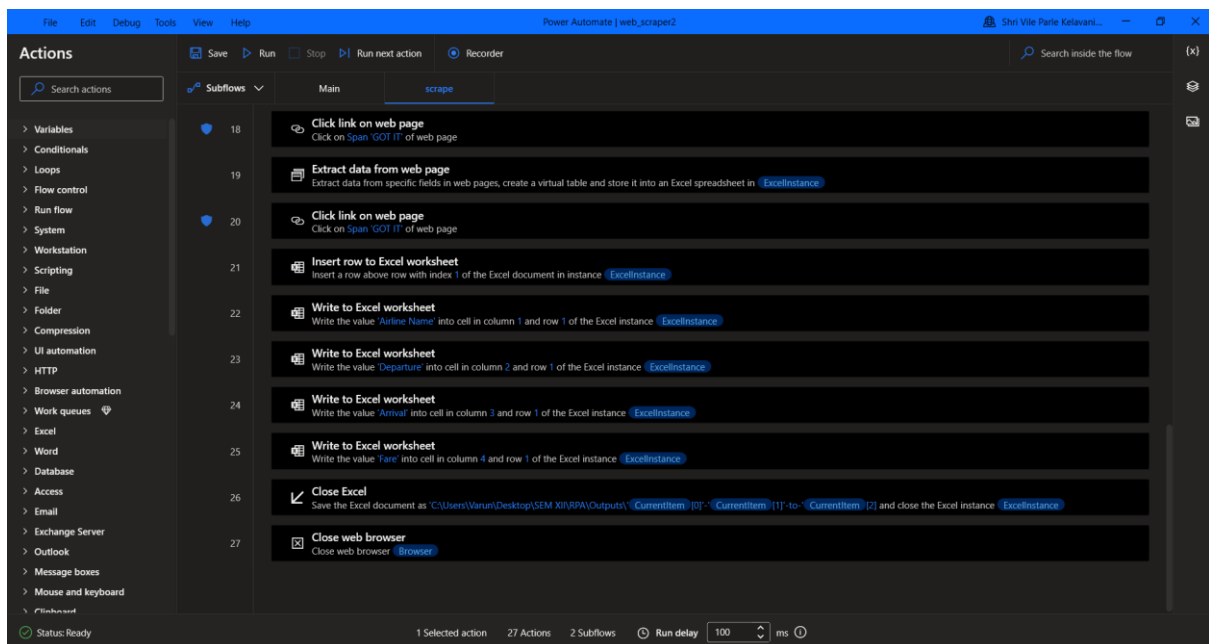 File Edit Debug Tools View Help Power Automate | web_scraper2 Shri Vile Parle Kelavani...
Actions
Save Run Stop Run next action Recorder Search inside the flow {x}
Search actions
Subflows Main scrape
Variables
Conditionals
Loops
Flow control
Run flow
System
Workstation
Scripting
File
Folder
Compression
UI automation
HTTP
Browser automation
Work queues
Excel
Word
Database
Access
Email
Exchange Server
Outlook
Message boxes
Mouse and keyboard
Clipboard
18 Click link on web page
Click on Span 'GOT IT' of web page
19 Extract data from web page
Extract data from specific fields in web pages, create a virtual table and store it into an Excel spreadsheet in ExcelInstance
20 Click link on web page
Click on Span 'GOT IT' of web page
21 Insert row to Excel worksheet
Insert a row above row with index 1 of the Excel document in instance ExcelInstance
22 Write to Excel worksheet
Write the value 'Airline Name' into cell in column 1 and row 1 of the Excel instance ExcelInstance
23 Write to Excel worksheet
Write the value 'Departure' into cell in column 2 and row 1 of the Excel instance ExcelInstance
24 Write to Excel worksheet
Write the value 'Arrival' into cell in column 3 and row 1 of the Excel instance ExcelInstance
25 Write to Excel worksheet
Write the value 'Fare' into cell in column 4 and row 1 of the Excel instance ExcelInstance
26 Close Excel
Save the Excel document as 'C:\Users\Varun\Desktop\SEM XII\RPA\Outputs\' CurrentItem [0]'-' CurrentItem [1]'-to-' CurrentItem [2] and close the Excel instance ExcelInstance
27 Close web browser
Close web browser Browser
Status: Ready 1 Selected action 27 Actions 2 Subflows Run delay 100 ms